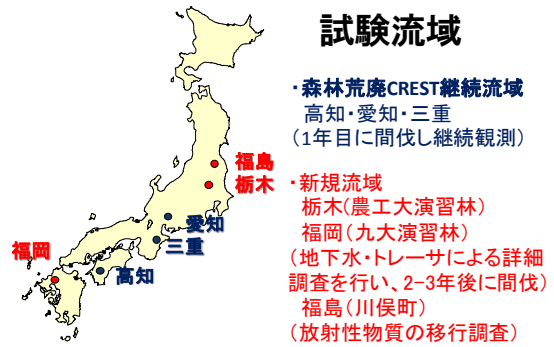 試験流域
・森林荒廃CREST継続流域
高知・愛知・三重
（1年目に間伐し継続観測）
福島
栃木
・新規流域
栃木（農工大演習林）
福岡（九大演習林）
（地下水・トレーサによる詳細
調査を行い、2-3年後に間伐）
福島（川俣町）
（放射性物質の移行調査）
愛知
三重
福岡
高知